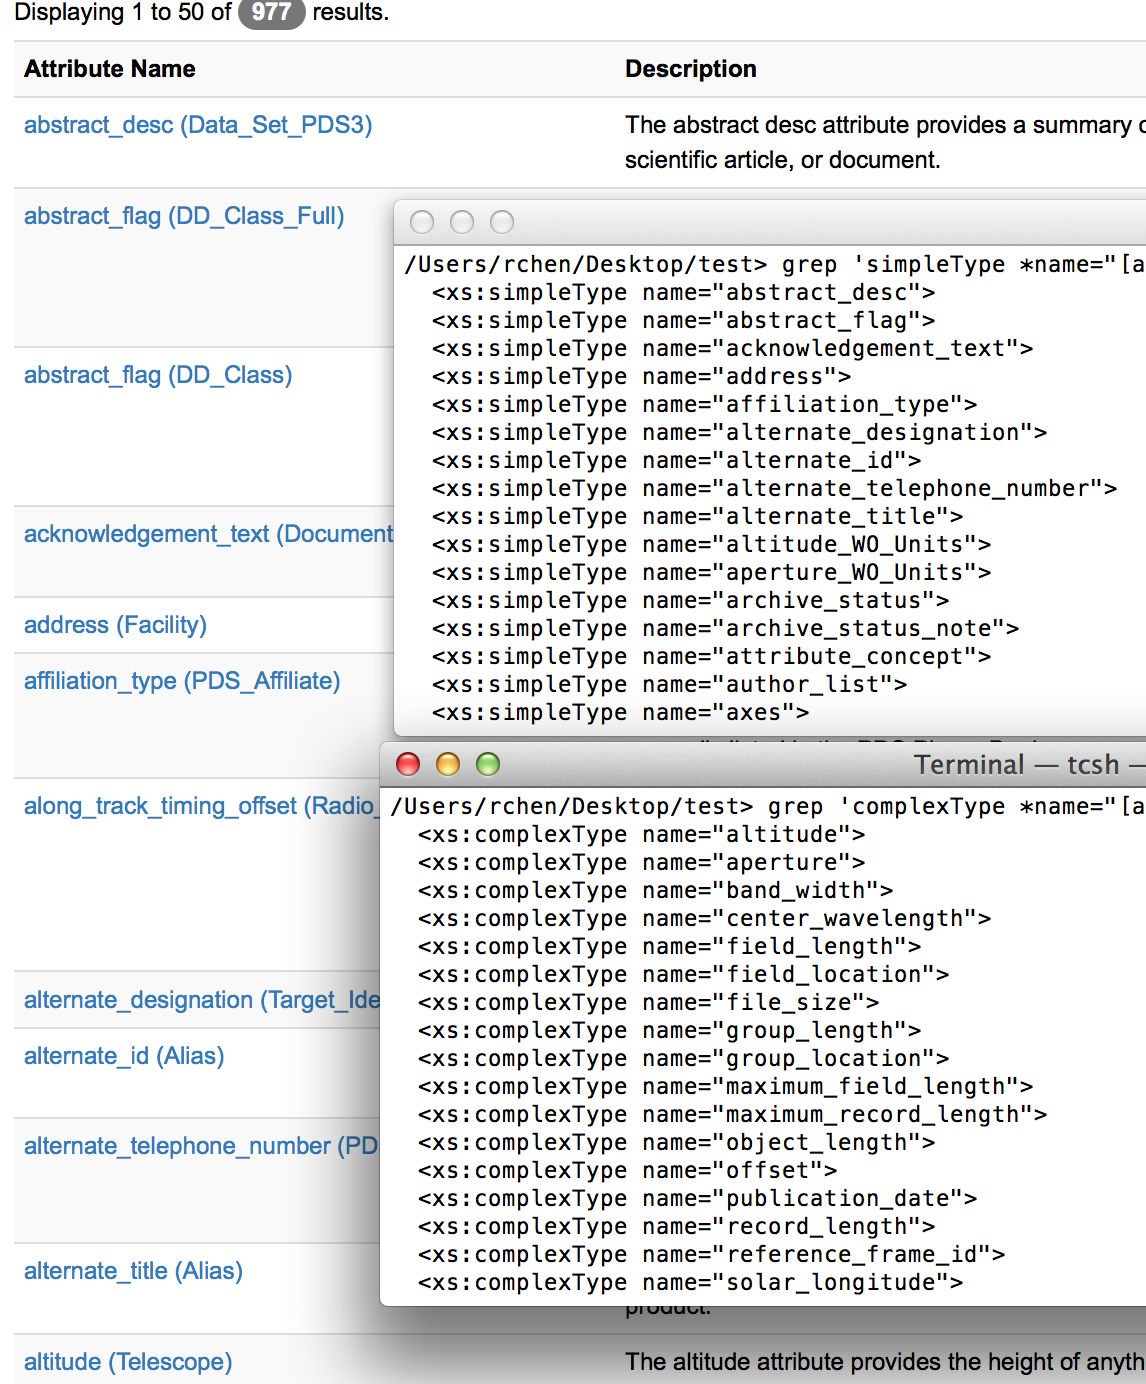 Displaying 1 to 50 of 977 results.
Attribute Name Description
abstract_desc (Data_Set_PDS3) The abstract desc attribute provides a summary
scientific article, or document.
abstract_flag (DD_Class_Full)
abstract_flag (DD_Class)
acknowledgement_text (Document
address (Facility)
affiliation_type (PDS_Affiliate)
along_track_timing_offset (Radio_
alternate_designation (Target_Ide
alternate_id (Alias)
alternate_telephone_number (PD
alternate_title (Alias)
altitude (Telescope) The altitude attribute provides the height of anyth
/Users/rchen/Desktop/test> grep 'simpleType *name="[a
<xs:simpleType name="abstract_desc">
<xs:simpleType name="abstract_flag">
<xs:simpleType name="acknowledgement_text">
<xs:simpleType name="address">
<xs:simpleType name="affiliation_type">
<xs:simpleType name="alternate_designation">
<xs:simpleType name="alternate_id">
<xs:simpleType name="alternate_telephone_number">
<xs:simpleType name="alternate_title">
<xs:simpleType name="altitude_WO_Units">
<xs:simpleType name="aperture_WO_Units">
<xs:simpleType name="archive_status">
<xs:simpleType name="archive_status_note">
<xs:simpleType name="attribute_concept">
<xs:simpleType name="author_list">
<xs:simpleType name="axes">
Terminal — tcsh —
/Users/rchen/Desktop/test> grep 'complexType *name="[a
<xs:complexType name="altitude">
<xs:complexType name="aperture">
<xs:complexType name="band_width">
<xs:complexType name="center_wavelength">
<xs:complexType name="field_length">
<xs:complexType name="field_location">
<xs:complexType name="file_size">
<xs:complexType name="group_length">
<xs:complexType name="group_location">
<xs:complexType name="maximum_field_length">
<xs:complexType name="maximum_record_length">
<xs:complexType name="object_length">
<xs:complexType name="offset">
<xs:complexType name="publication_date">
<xs:complexType name="record_length">
<xs:complexType name="reference_frame_id">
<xs:complexType name="solar_longitude">
product.